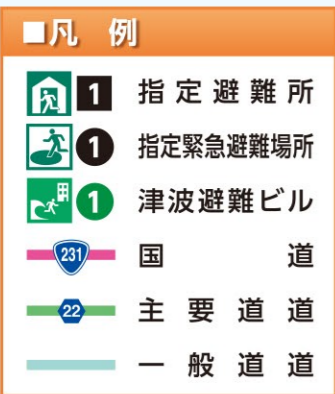 ■凡 例
1 指定避難所
1 指定緊急避難場所
1 津波避難ビル
231 国道
22 主要道道
一般道道